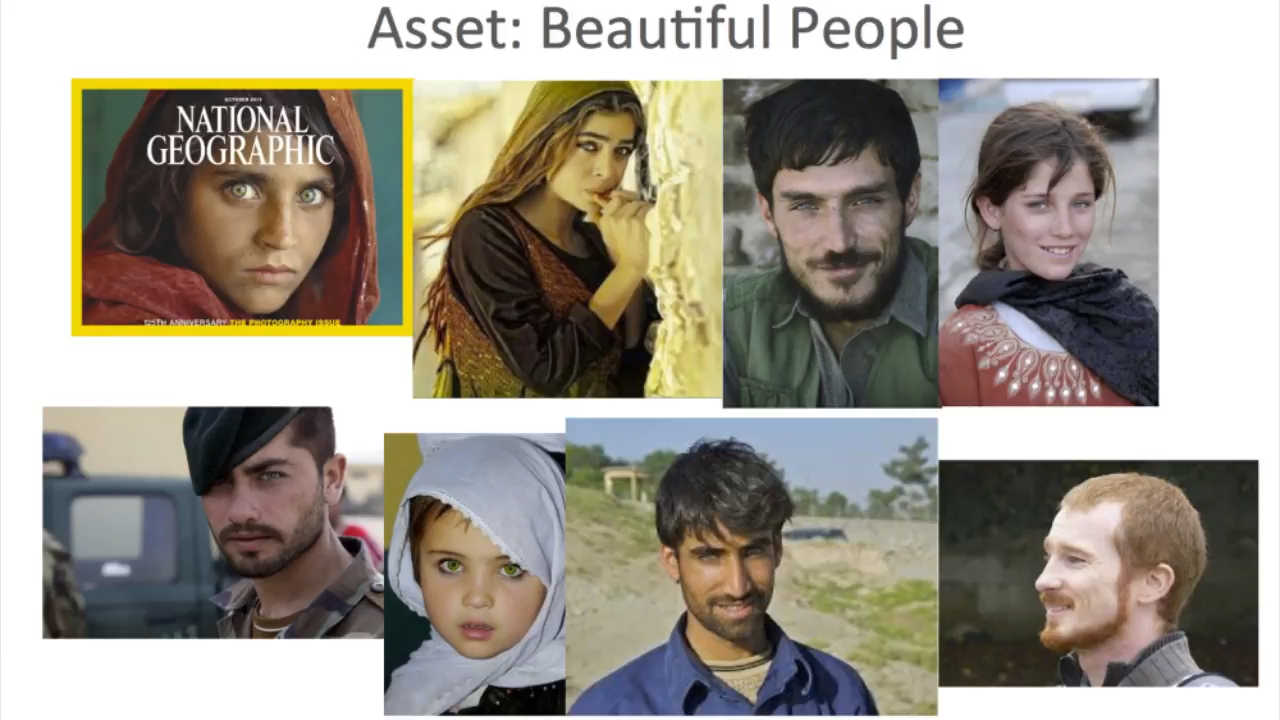 Asset: Beautiful People
OCTOBER 2013
NATIONAL
GEOGRAPHIC
125TH ANNIVERSARY THE PHOTOGRAPHY ISSUE